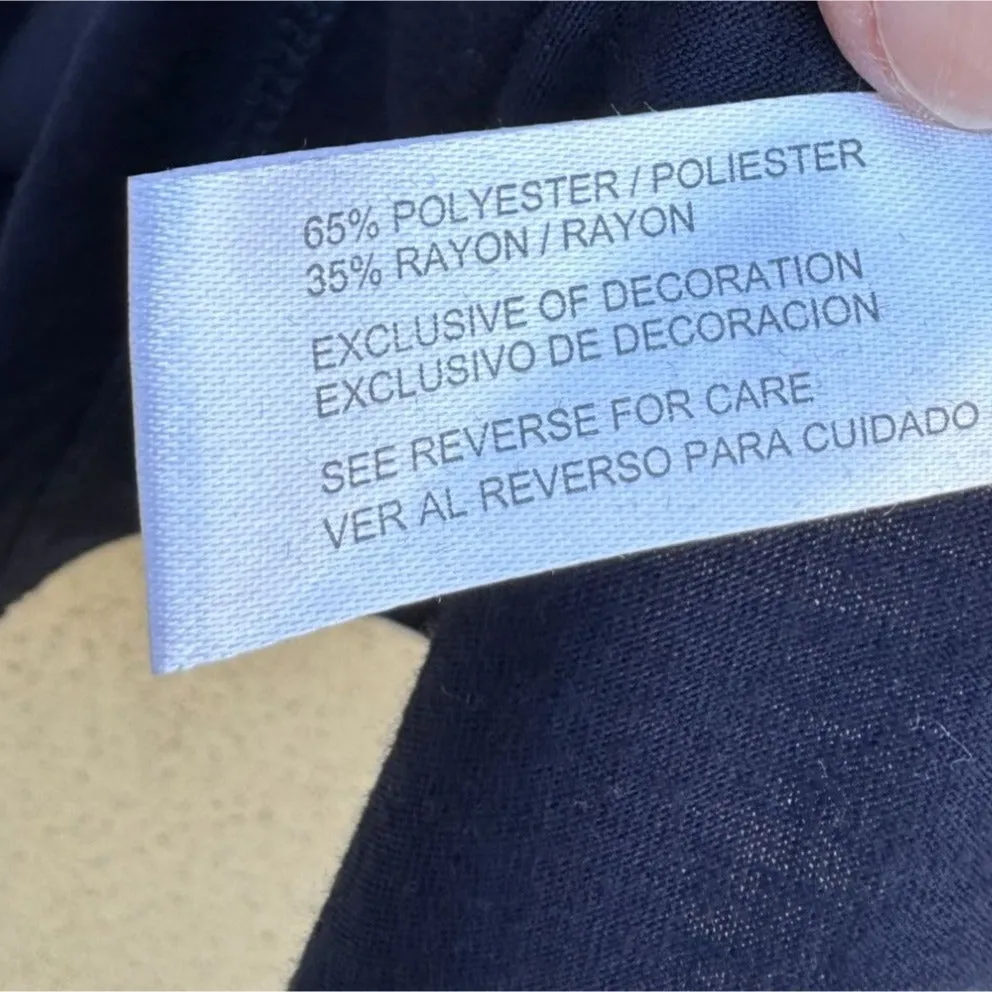 65% POLYESTER / POLIESTER
35% RAYON / RAYON
EXCLUSIVE OF DECORATION
EXCLUSIVO DE DECORACION
SEE REVERSE FOR CARE
VER AL REVERSO PARA CUIDADO